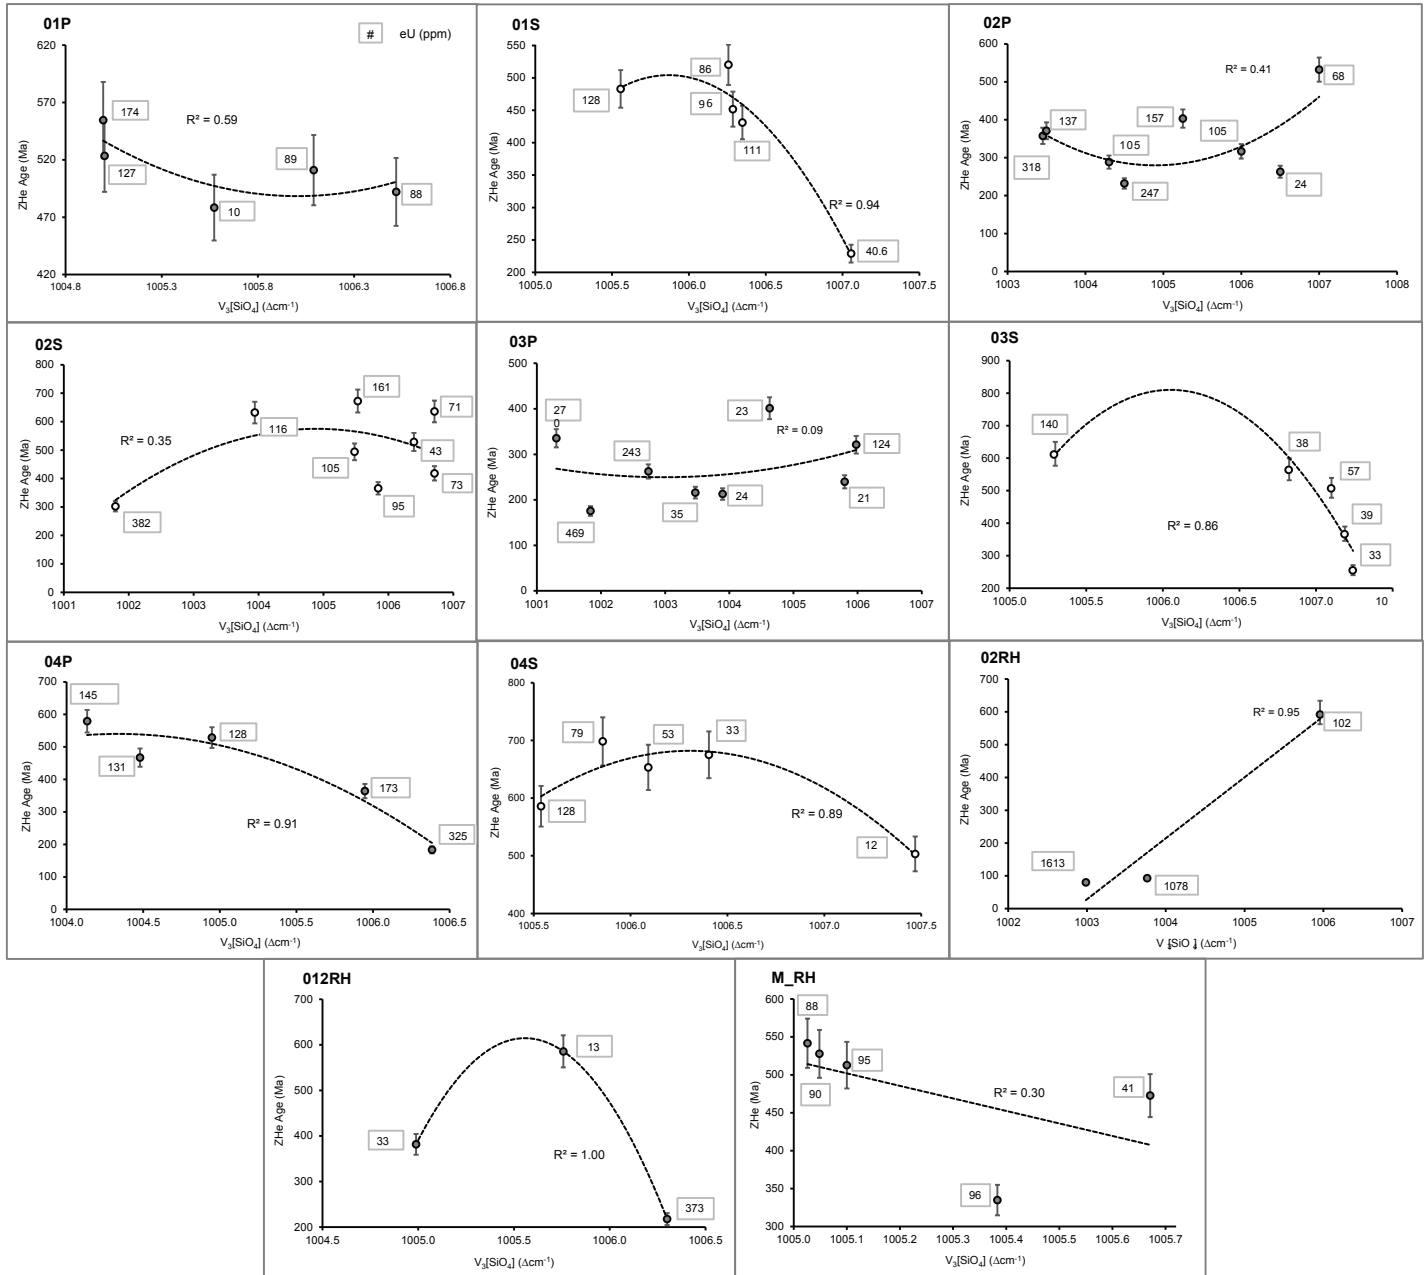 01P
# eU (ppm)
620
570
520
470
420
ZHe Age (Ma)
174
127
R² = 0.59
10
89
88
1004.8 1005.3 1005.8 1006.3 1006.8
V₃[SiO₄] (Δcm⁻¹)
01S
550
500
450
400
350
300
250
200
ZHe Age (Ma)
128
86
96
111
R² = 0.94
40.6
1005.0 1005.5 1006.0 1006.5 1007.0 1007.5
V₃[SiO₄] (Δcm⁻¹)
02P
600
500
400
300
200
100
0
ZHe Age (Ma)
R² = 0.41
68
137
157
105
105
318
247
24
1003 1004 1005 1006 1007 1008
V₃[SiO₄] (Δcm⁻¹)
02S
800
700
600
500
400
300
200
100
0
ZHe Age (Ma)
161
71
R² = 0.35
116
43
105
73
95
382
1001 1002 1003 1004 1005 1006 1007
V₃[SiO₄] (Δcm⁻¹)
03P
500
400
300
200
100
0
ZHe Age (Ma)
27
0
23
R² = 0.09
124
243
469
35
24
21
1001 1002 1003 1004 1005 1006 1007
V₃[SiO₄] (Δcm⁻¹)
03S
900
800
700
600
500
400
300
200
ZHe Age (Ma)
140
38
57
39
33
R² = 0.86
1005.0 1005.5 1006.0 1006.5 1007.0 10
V₃[SiO₄] (Δcm⁻¹)
04P
700
600
500
400
300
200
100
0
ZHe Age (Ma)
145
131
128
173
325
R² = 0.91
1004.0 1004.5 1005.0 1005.5 1006.0 1006.5
V₃[SiO₄] (Δcm⁻¹)
04S
800
700
600
500
400
ZHe Age (Ma)
79
53
33
128
R² = 0.89
12
1005.5 1006.0 1006.5 1007.0 1007.5
V₃[SiO₄] (Δcm⁻¹)
02RH
700
600
500
400
300
200
100
0
ZHe Age (Ma)
R² = 0.95
102
1613
1078
1002 1003 1004 1005 1006 1007
V₃[SiO₄] (Δcm⁻¹)
012RH
700
600
500
400
300
200
ZHe Age (Ma)
13
33
R² = 1.00
373
1004.5 1005.0 1005.5 1006.0 1006.5
V₃[SiO₄] (Δcm⁻¹)
M_RH
600
550
500
450
400
350
300
ZHe (Ma)
88
90
95
R² = 0.30
41
96
1005.0 1005.1 1005.2 1005.3 1005.4 1005.5 1005.6 1005.7
V₃[SiO₄] (Δcm⁻¹)